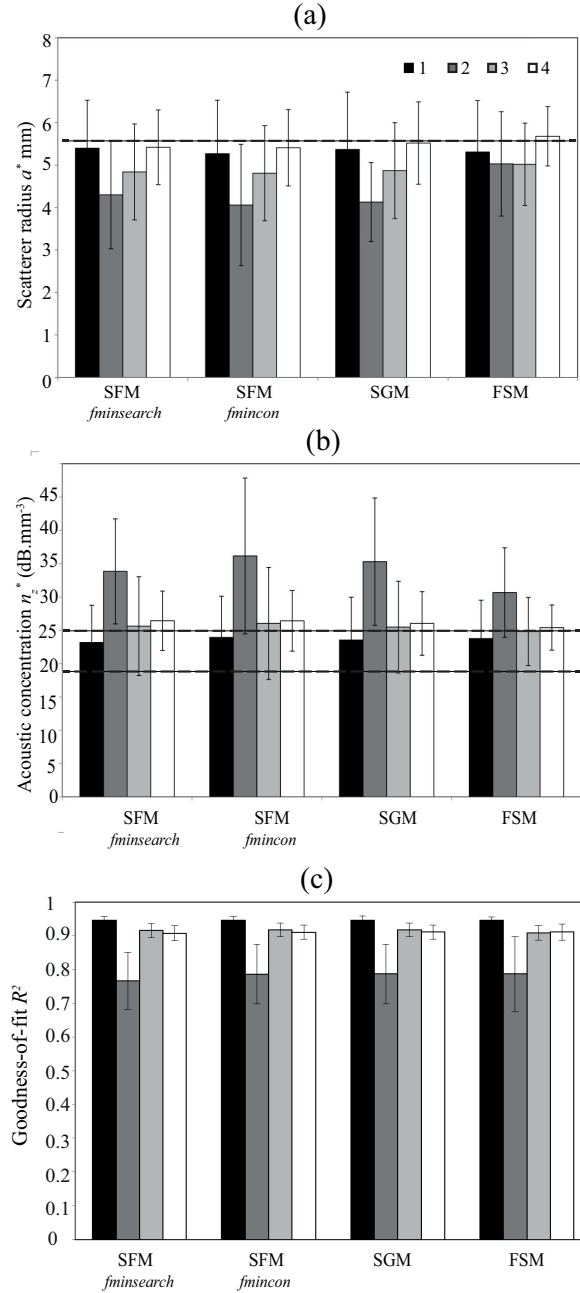 (a)
Scatterer radius a* mm)
8
7
6
5
4
3
2
1
0
1 2 3 4
SFM SFM SGM FSM
fminsearch fmincon
(b)
Acoustic concentration n_z* (dB.mm-3)
45
40
35
30
25
20
15
10
5
0
SFM SFM SGM FSM
fminsearch fmincon
(c)
Goodness-of-fit R²
1
0.9
0.8
0.7
0.6
0.5
0.4
0.3
0.2
0.1
0
SFM SFM SGM FSM
fminsearch fmincon